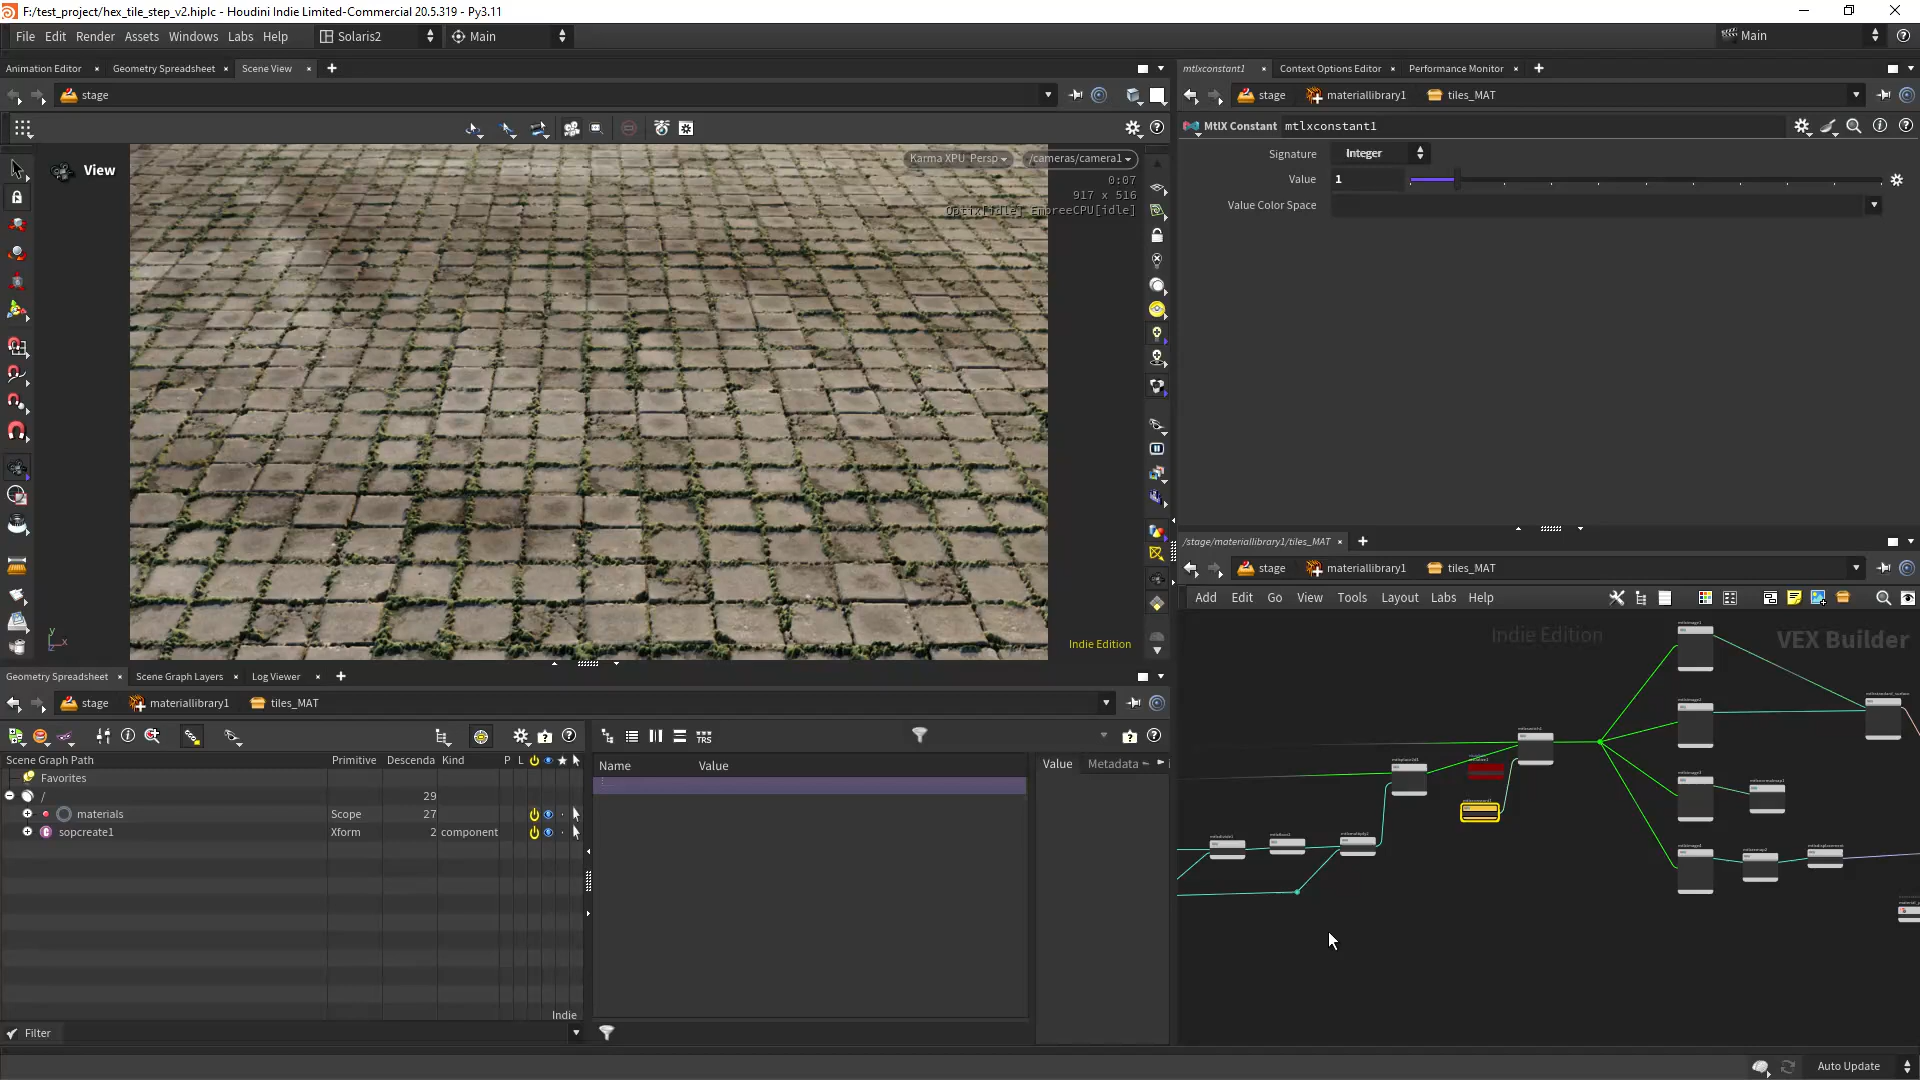 F:/test_project/hex_tile_step_v2.hiplc - Houdini Indie Limited-Commercial 20.5.319 - Py3.11
File Edit Render Assets Windows Labs Help Solaris2 Main Main
Animation Editor Geometry Spreadsheet Scene View
stage
View
Karma XPU Persp /cameras/camera1
0:07
917 x 516
Optix[idle] EmbreeCPU[idle]
Indie Edition
mtlxconstant1 Context Options Editor Performance Monitor
stage materiallibrary1 tiles_MAT
MtlX Constant mtlxconstant1
Signature Integer
Value 1
Value Color Space
/stage/materiallibrary1/tiles_MAT
stage materiallibrary1 tiles_MAT
Add Edit Go View Tools Layout Labs Help
Indie Edition
VEX Builder
Geometry Spreadsheet Scene Graph Layers Log Viewer
stage materiallibrary1 tiles_MAT
Scene Graph Path Primitive Descenda Kind P L
Favorites
/ 29
materials Scope 27
sopcreate1 Xform 2 component
Indie
Filter
Name Value
Value Metadata
Auto Update